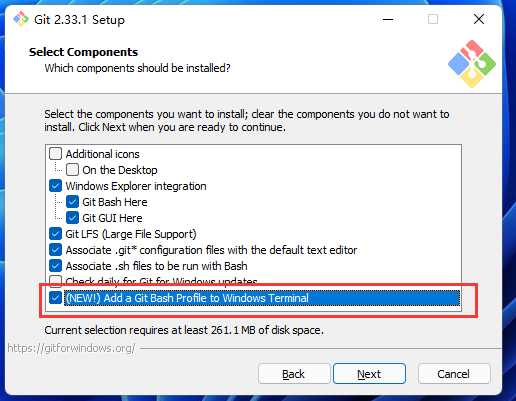 Git 2.33.1 Setup
Select Components
Which components should be installed?
Select the components you want to install; clear the components you do not want to
install. Click Next when you are ready to continue.
Additional icons
On the Desktop
Windows Explorer integration
Git Bash Here
Git GUI Here
Git LFS (Large File Support)
Associate .git* configuration files with the default text editor
Associate .sh files to be run with Bash
Check daily for Git for Windows updates
(NEW!) Add a Git Bash Profile to Windows Terminal
Current selection requires at least 261.1 MB of disk space.
https://gitforwindows.org/
Back
Next
Cancel